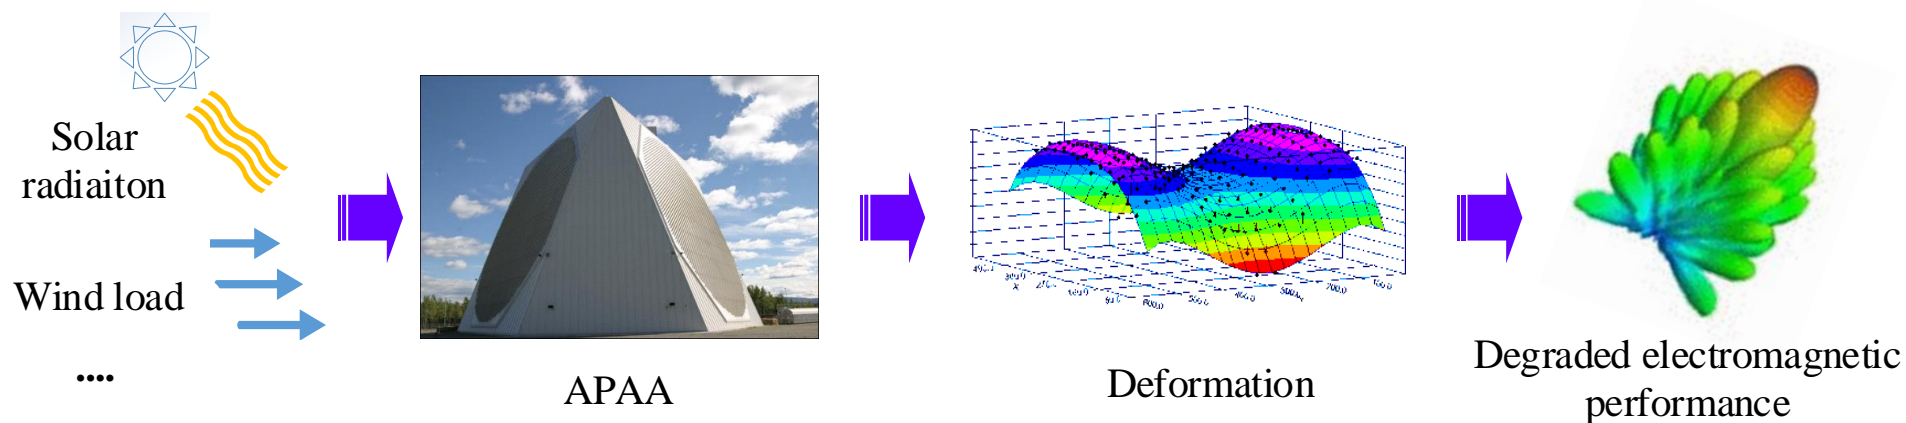 Solar
radiaiton
Wind load
....
APAA
Deformation
Degraded electromagnetic
performance